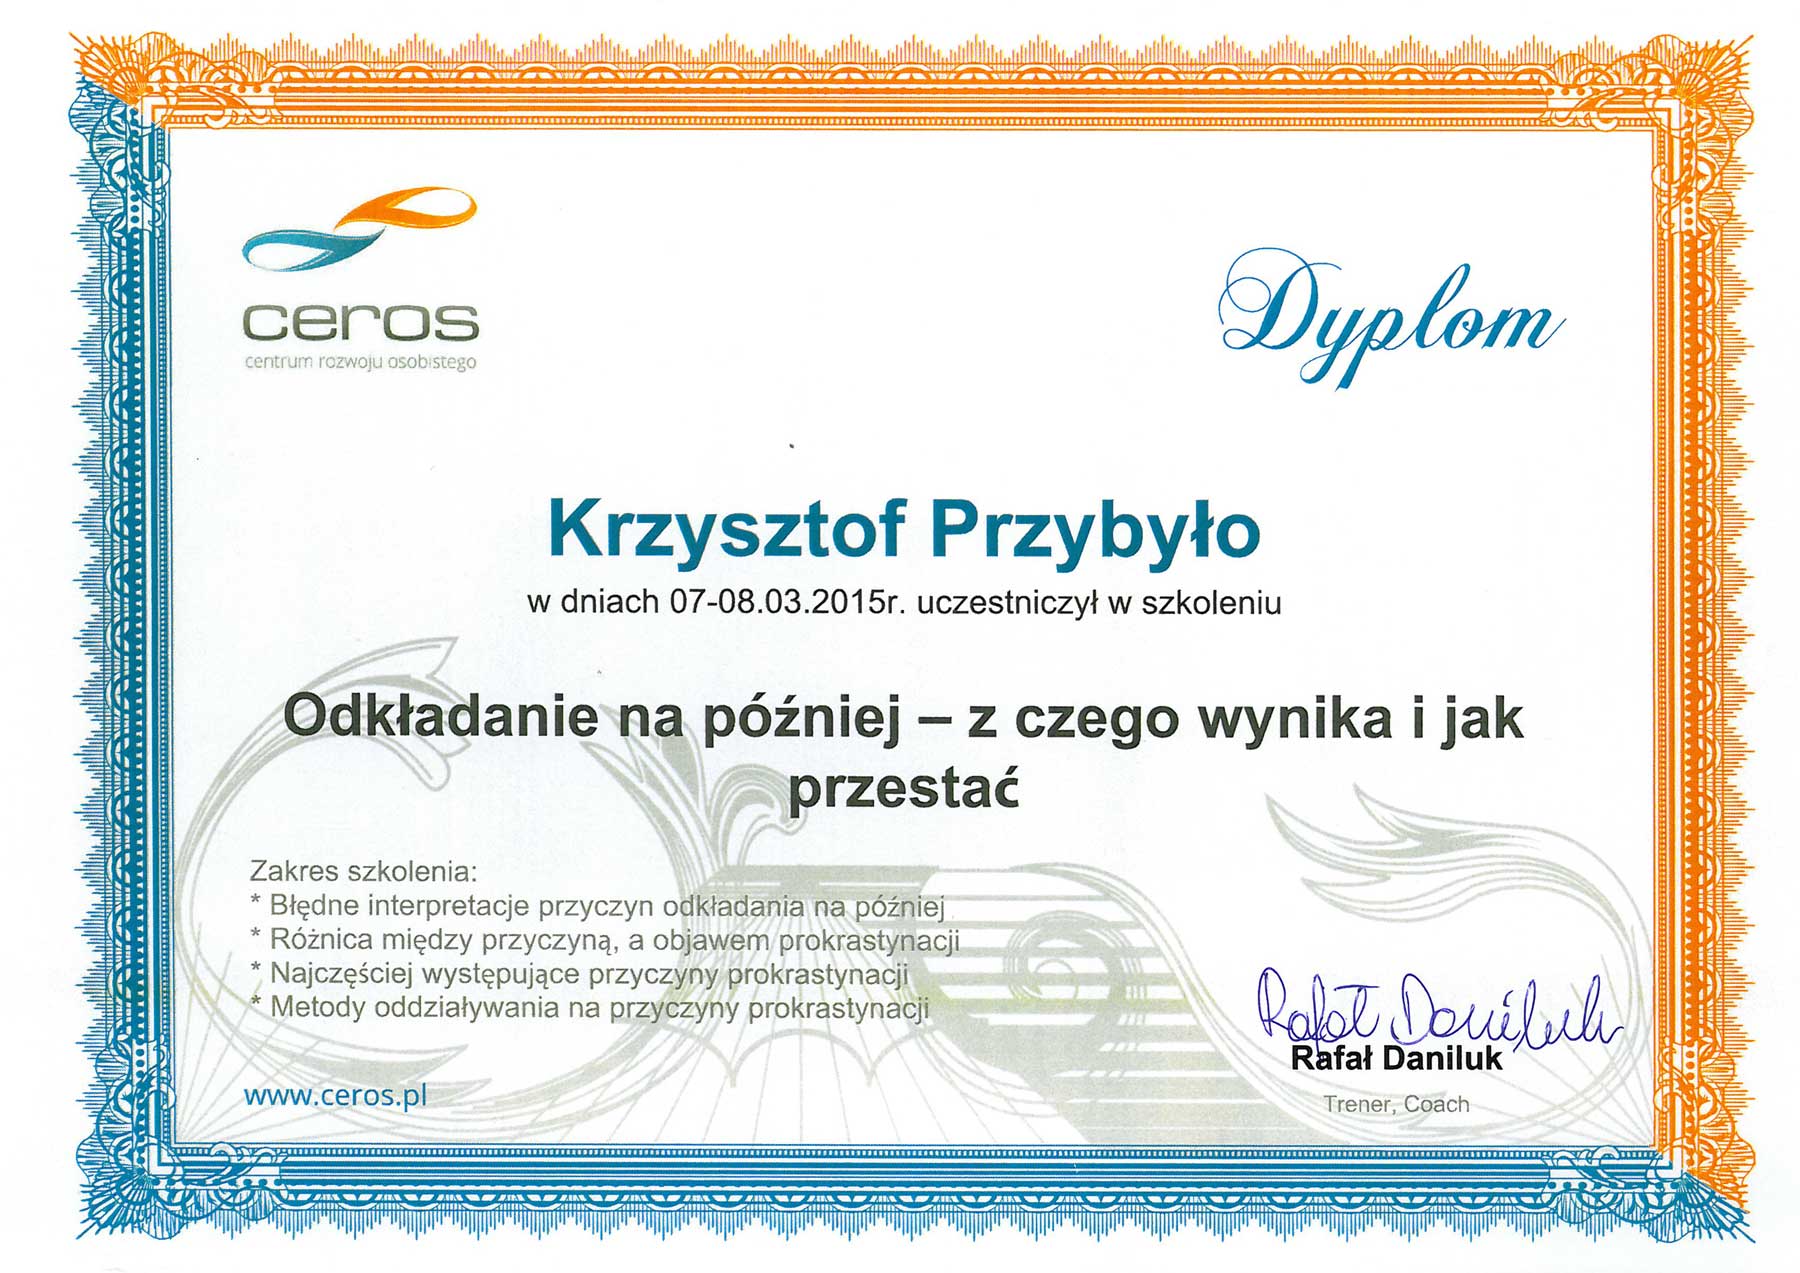 ceros
centrum rozwoju osobistego
Dyplom
Krzysztof Przybyło
w dniach 07-08.03.2015r. uczestniczył w szkoleniu
Odkładanie na później – z czego wynika i jak
przestać
Zakres szkolenia:
* Błędne interpretacje przyczyn odkładania na później
* Różnica między przyczyną, a objawem prokrastynacji
* Najczęściej występujące przyczyny prokrastynacji
* Metody oddziaływania na przyczyny prokrastynacji
www.ceros.pl
Rafał Daniluk
Rafał Daniluk
Trener, Coach